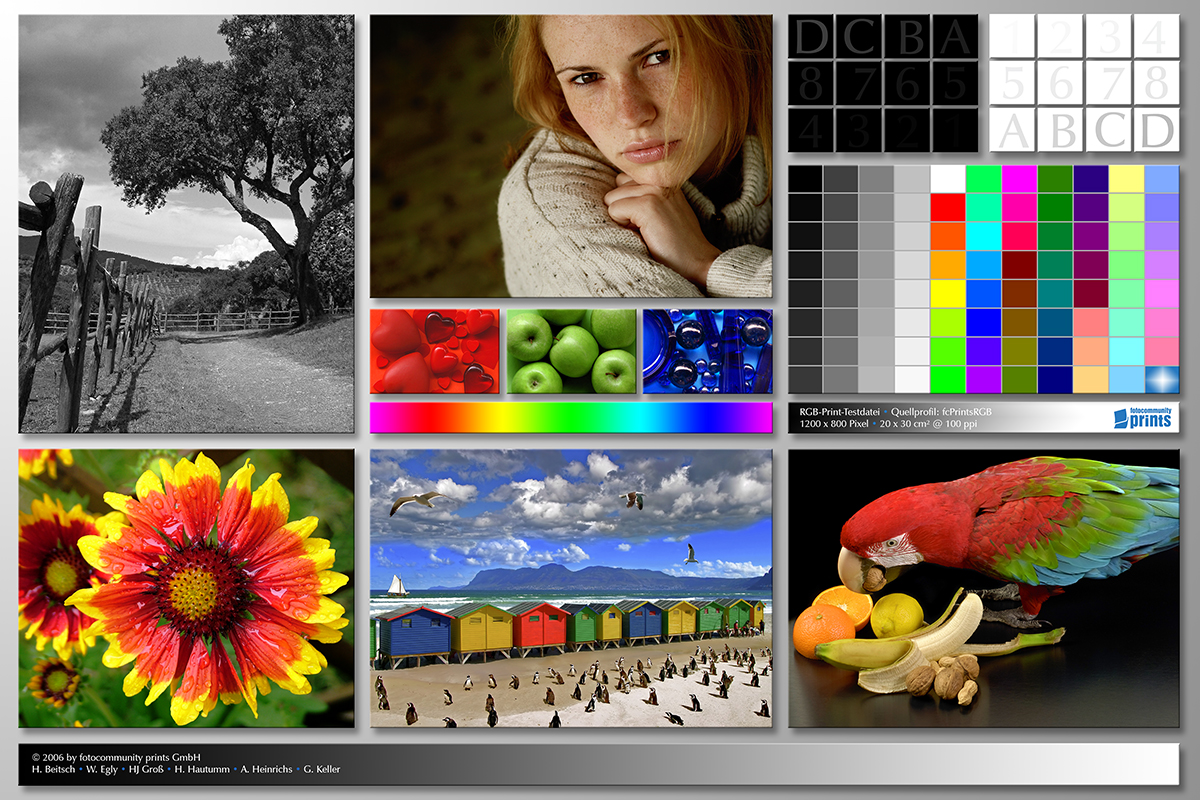 D C B A
8 7 6 5
4 3 2 1
1 2 3 4
5 6 7 8
A B C D
RGB-Print-Testdatei • Quellprofil: fcPrintsRGB
1200 x 800 Pixel • 20 x 30 cm² @ 100 ppi
fotocommunity
prints
© 2006 by fotocommunity prints GmbH
H. Beitsch • W. Egly • HJ Groß • H. Hautumm • A. Heinrichs • G. Keller